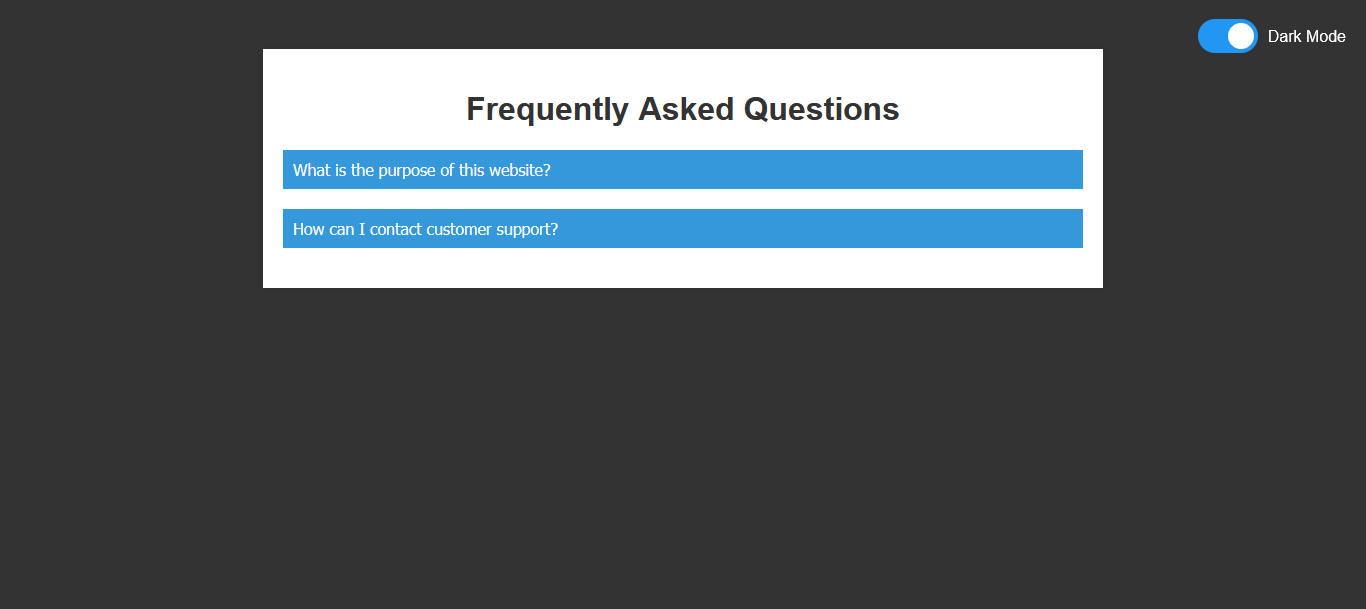 Dark Mode
Frequently Asked Questions
What is the purpose of this website?
How can I contact customer support?